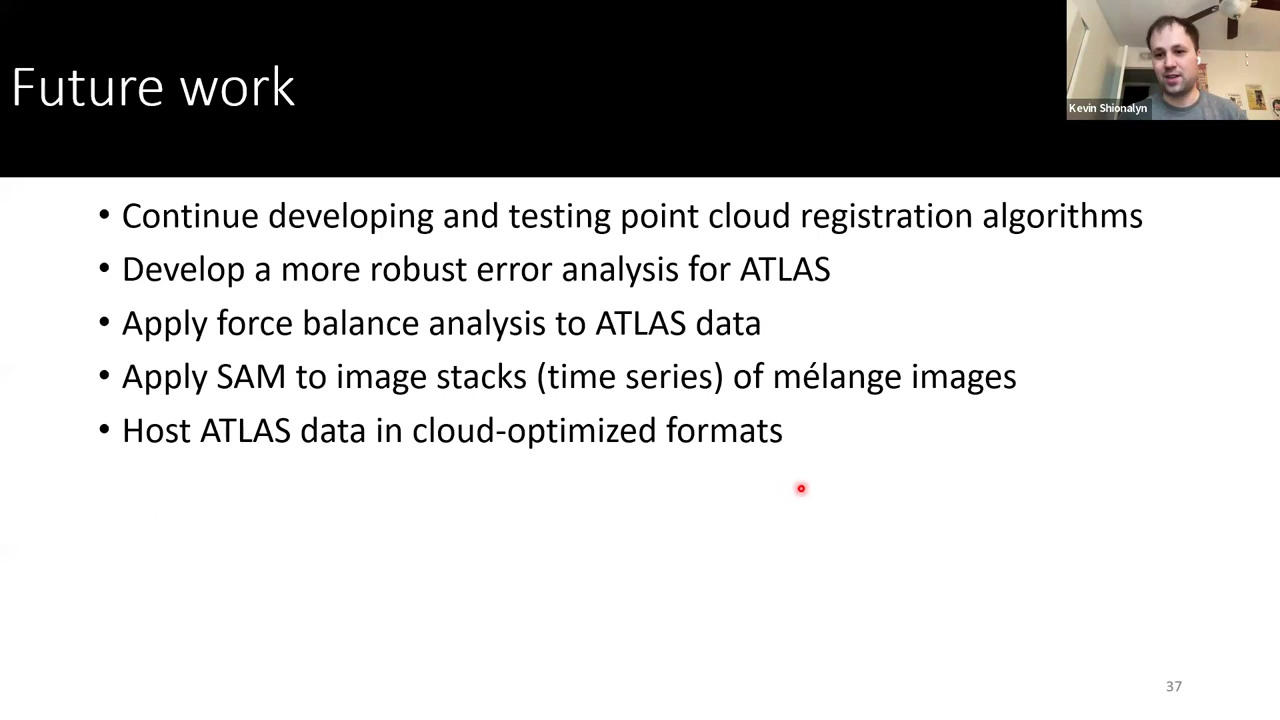 Future work
Kevin Shionalyn
• Continue developing and testing point cloud registration algorithms
• Develop a more robust error analysis for ATLAS
• Apply force balance analysis to ATLAS data
• Apply SAM to image stacks (time series) of mélange images
• Host ATLAS data in cloud-optimized formats
37